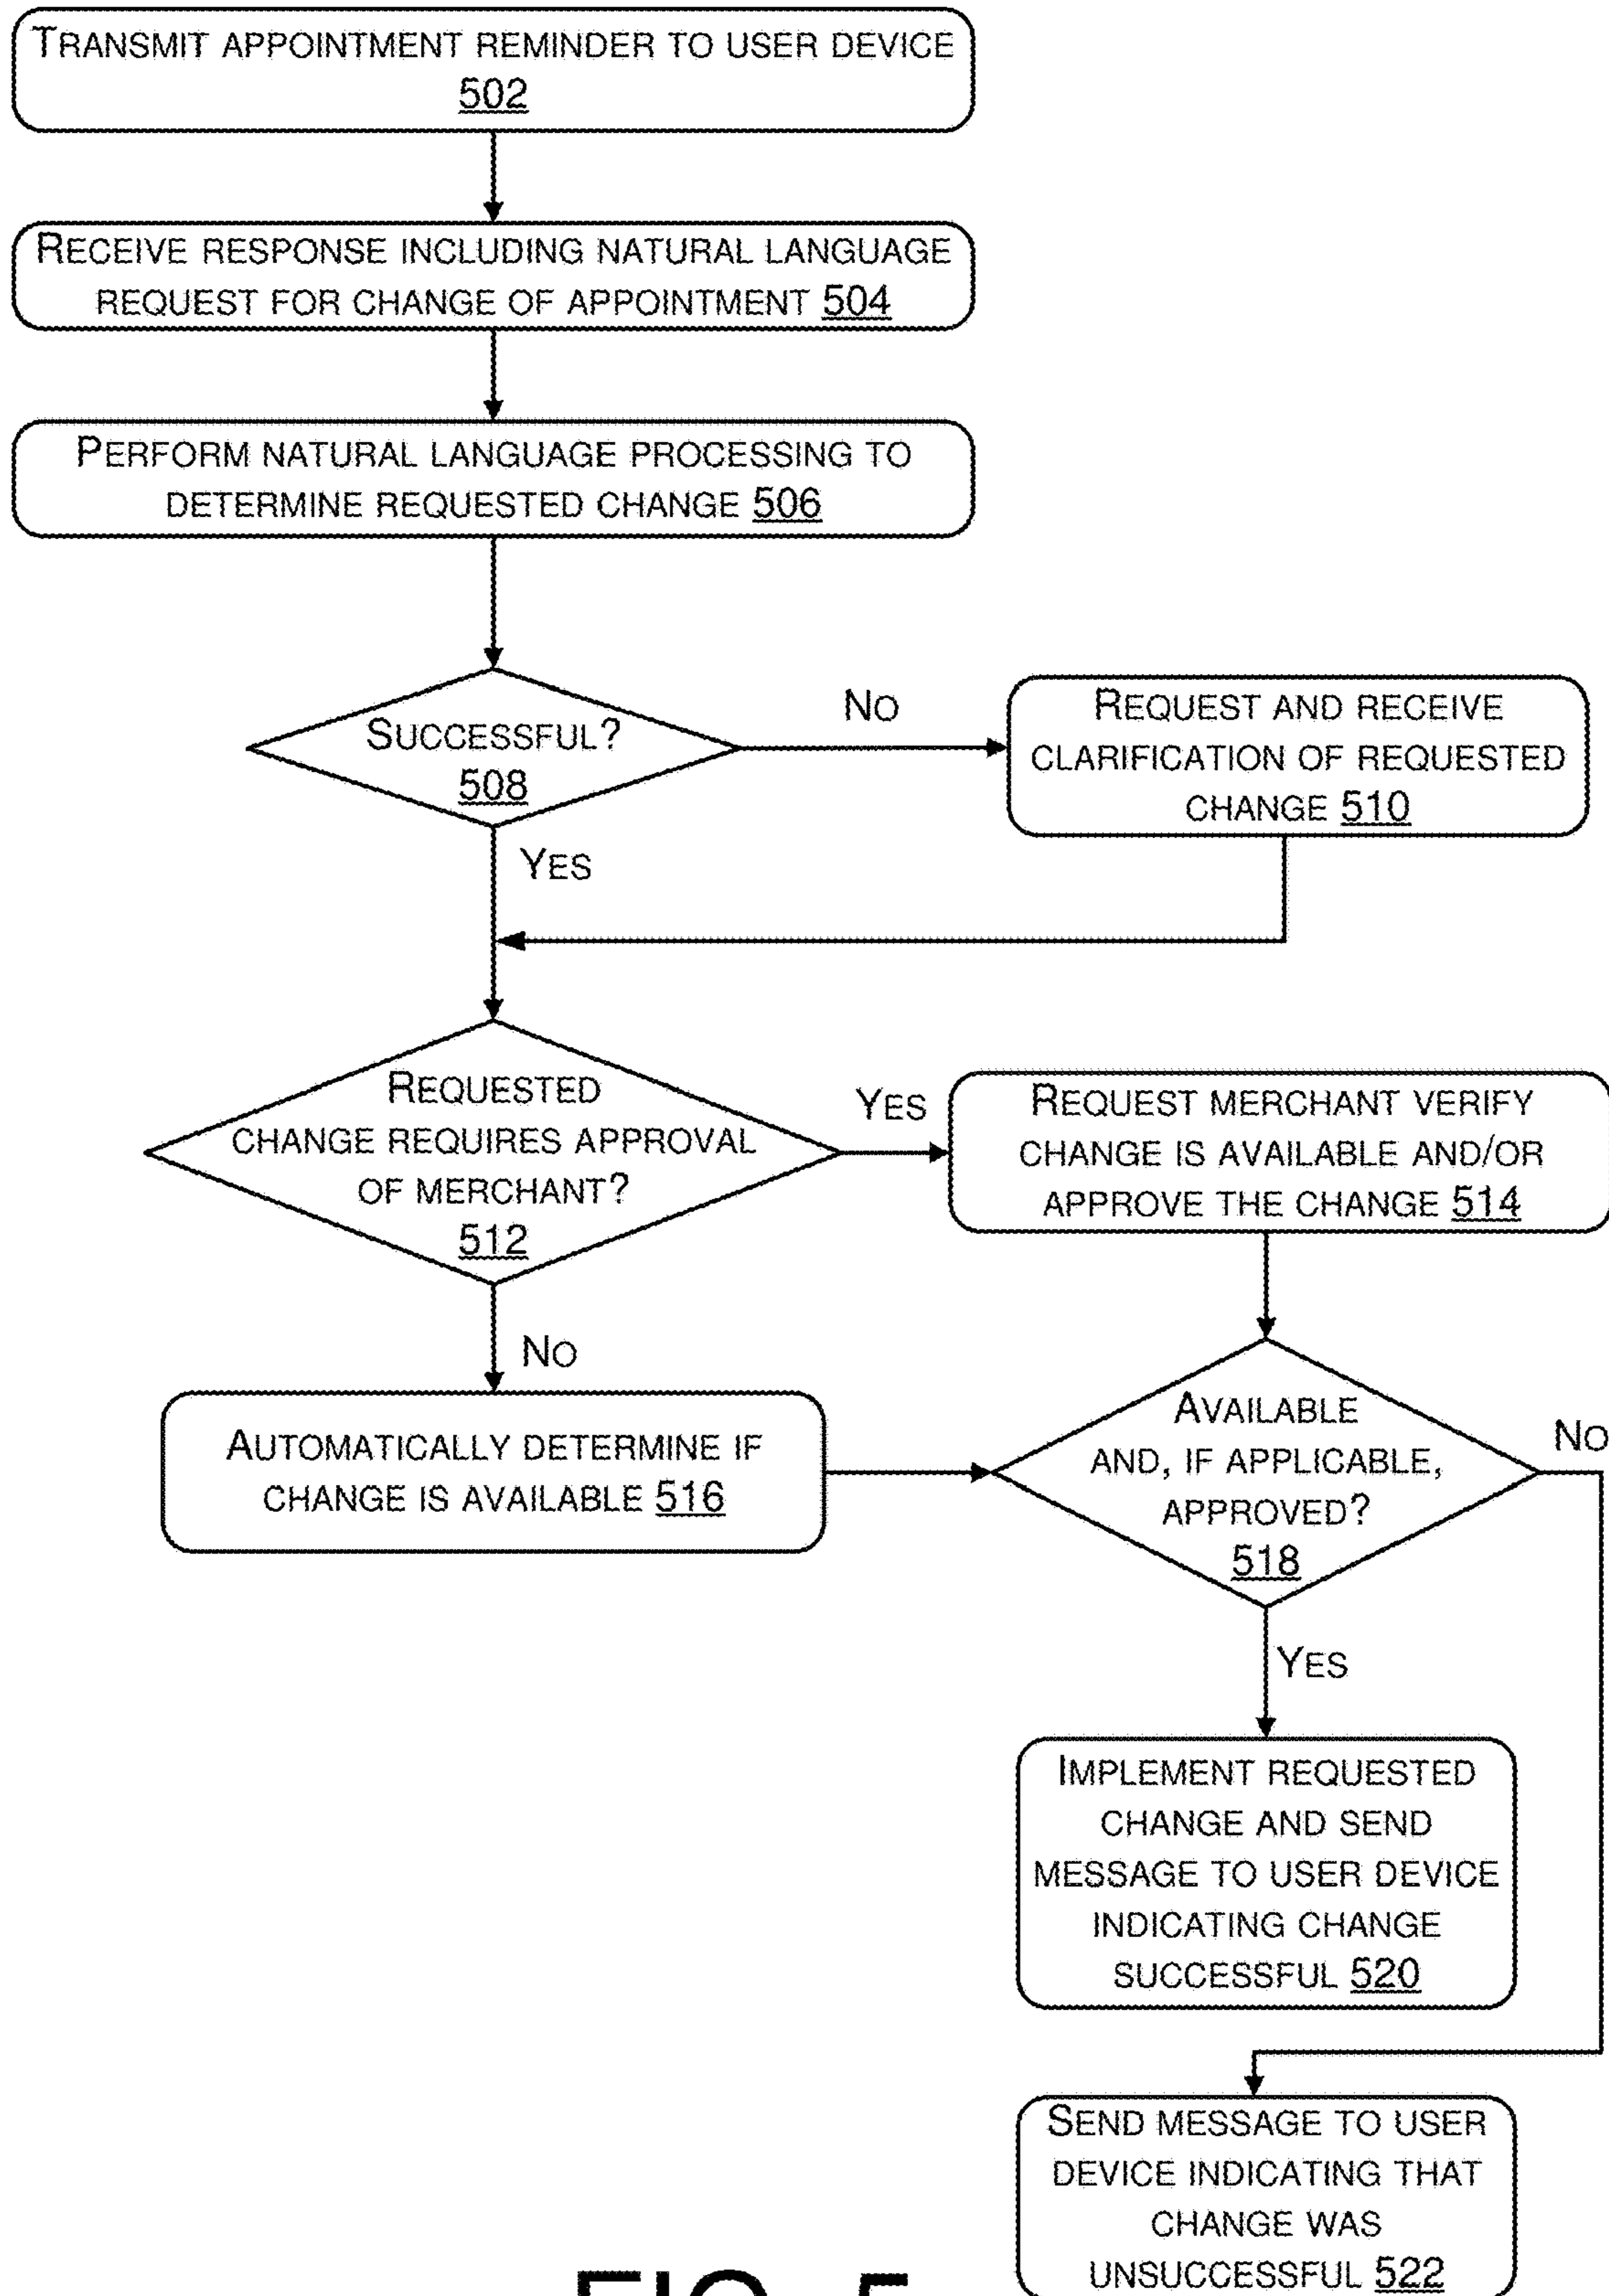 TRANSMIT APPOINTMENT REMINDER TO USER DEVICE
502
RECEIVE RESPONSE INCLUDING NATURAL LANGUAGE
REQUEST FOR CHANGE OF APPOINTMENT 504
PERFORM NATURAL LANGUAGE PROCESSING TO
DETERMINE REQUESTED CHANGE 506
SUCCESSFUL?
508
NO
REQUEST AND RECEIVE
CLARIFICATION OF REQUESTED
CHANGE 510
YES
REQUESTED
CHANGE REQUIRES APPROVAL
OF MERCHANT?
512
YES
REQUEST MERCHANT VERIFY
CHANGE IS AVAILABLE AND/OR
APPROVE THE CHANGE 514
NO
AUTOMATICALLY DETERMINE IF
CHANGE IS AVAILABLE 516
AVAILABLE
AND, IF APPLICABLE,
APPROVED?
518
NO
YES
IMPLEMENT REQUESTED
CHANGE AND SEND
MESSAGE TO USER DEVICE
INDICATING CHANGE
SUCCESSFUL 520
SEND MESSAGE TO USER
DEVICE INDICATING THAT
CHANGE WAS
UNSUCCESSFUL 522
FIG. 5